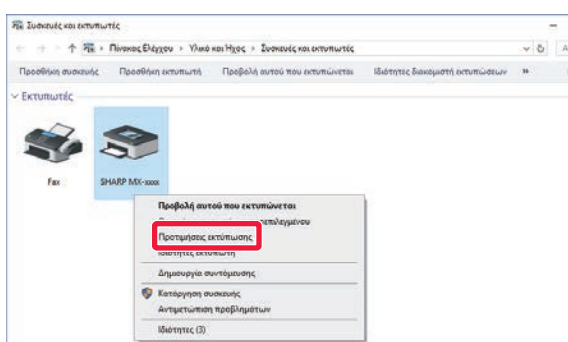 Συσκευές και εκτυπωτές
Πίνακας Ελέγχου › Υλικό και Ήχος › Συσκευές και εκτυπωτές
Προσθήκη συσκευής Προσθήκη εκτυπωτή Προβολή αυτού που εκτυπώνεται Ιδιότητες διακομιστή εκτυπώσεων »
Εκτυπωτές
Fax SHARP MX-xxxx
Προβολή αυτού που εκτυπώνεται
Προτιμήσεις εκτύπωσης
Ιδιότητες εκτυπωτή
Δημιουργία συντόμευσης
Κατάργηση συσκευής
Αντιμετώπιση προβλημάτων
Ιδιότητες (3)